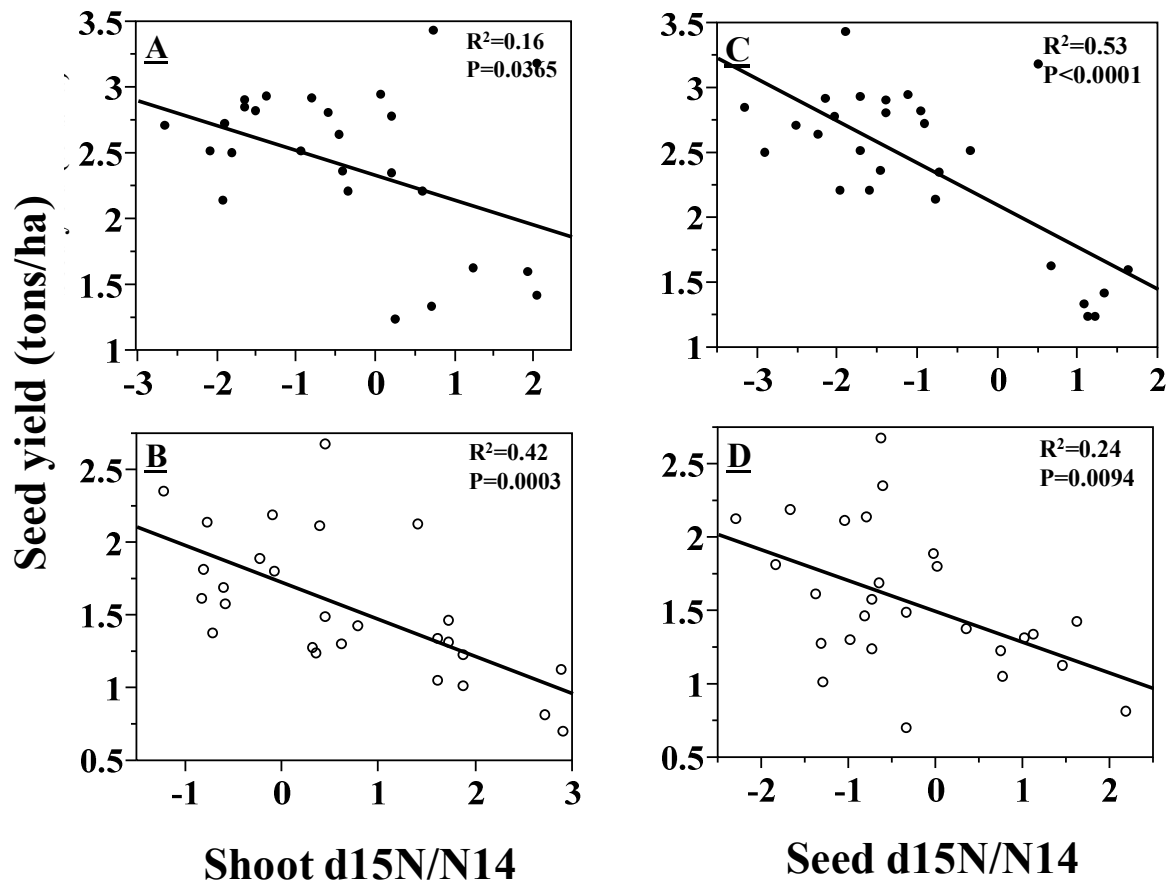 Seed yield (tons/ha)
A
R²=0.16
P=0.0365
3.5
3
2.5
2
1.5
1
-3
-2
-1
0
1
2
C
R²=0.53
P<0.0001
3.5
3
2.5
2
1.5
1
-3
-2
-1
0
1
2
B
R²=0.42
P=0.0003
2.5
2
1.5
1
0.5
-1
0
1
2
3
D
R²=0.24
P=0.0094
2.5
2
1.5
1
0.5
-2
-1
0
1
2
Shoot d15N/N14
Seed d15N/N14